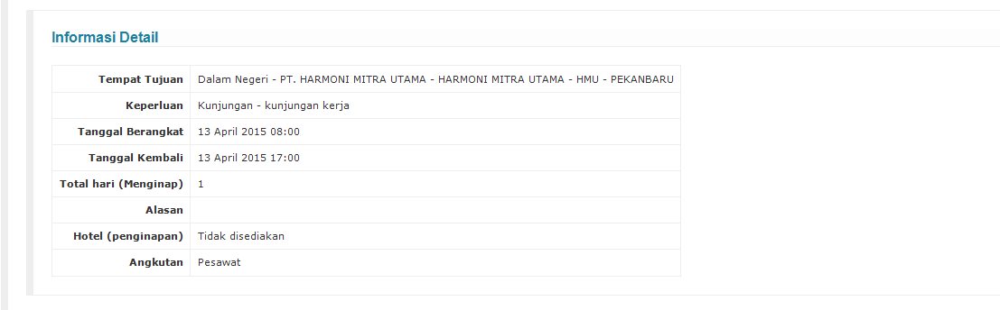 Informasi Detail
Tempat Tujuan Dalam Negeri - PT. HARMONI MITRA UTAMA - HARMONI MITRA UTAMA - HMU - PEKANBARU
Keperluan Kunjungan - kunjungan kerja
Tanggal Berangkat 13 April 2015 08:00
Tanggal Kembali 13 April 2015 17:00
Total hari (Menginap) 1
Alasan
Hotel (penginapan) Tidak disediakan
Angkutan Pesawat